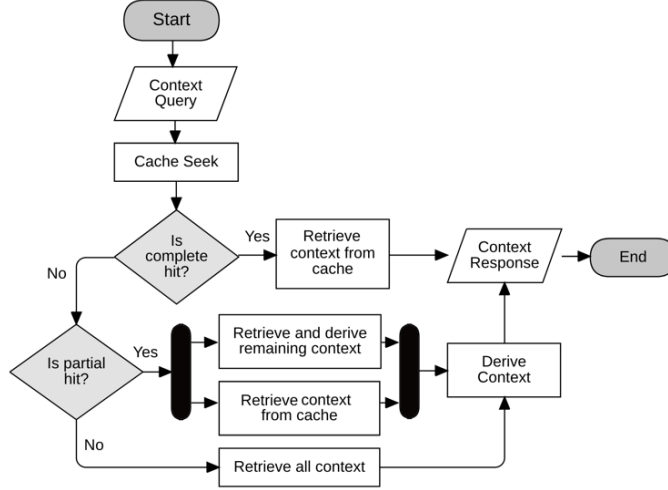 Start
Context
Query
Cache Seek
Is
complete
hit?
Yes
Retrieve
context from
cache
Context
Response
End
No
Is partial
hit?
Yes
Retrieve and derive
remaining context
Retrieve context
from cache
Derive
Context
No
Retrieve all context